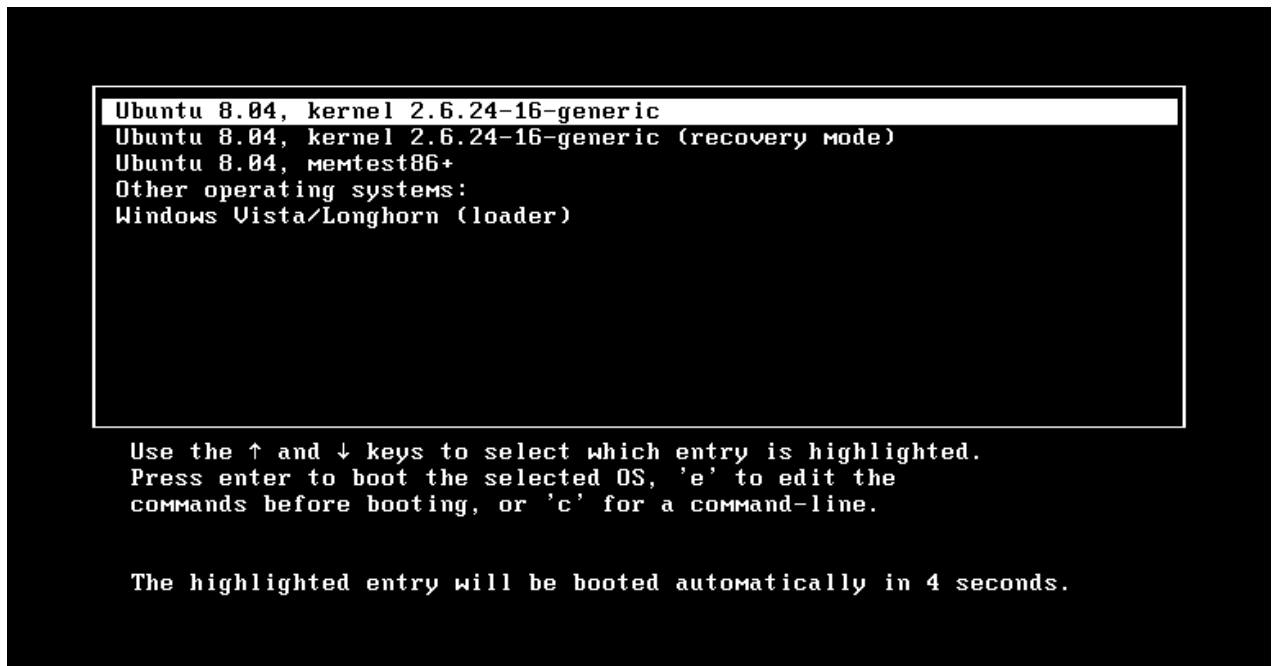 Ubuntu 8.04, kernel 2.6.24-16-generic
Ubuntu 8.04, kernel 2.6.24-16-generic (recovery mode)
Ubuntu 8.04, memtest86+
Other operating systems:
Windows Vista/Longhorn (loader)
Use the ↑ and ↓ keys to select which entry is highlighted.
Press enter to boot the selected OS, 'e' to edit the
commands before booting, or 'c' for a command-line.
The highlighted entry will be booted automatically in 4 seconds.